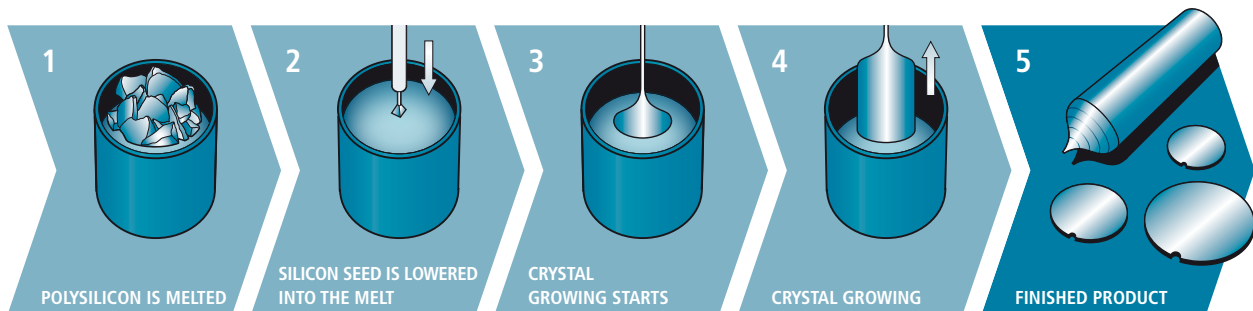 1
POLYSILICON IS MELTED
2
SILICON SEED IS LOWERED
INTO THE MELT
3
CRYSTAL
GROWING STARTS
4
CRYSTAL GROWING
5
FINISHED PRODUCT